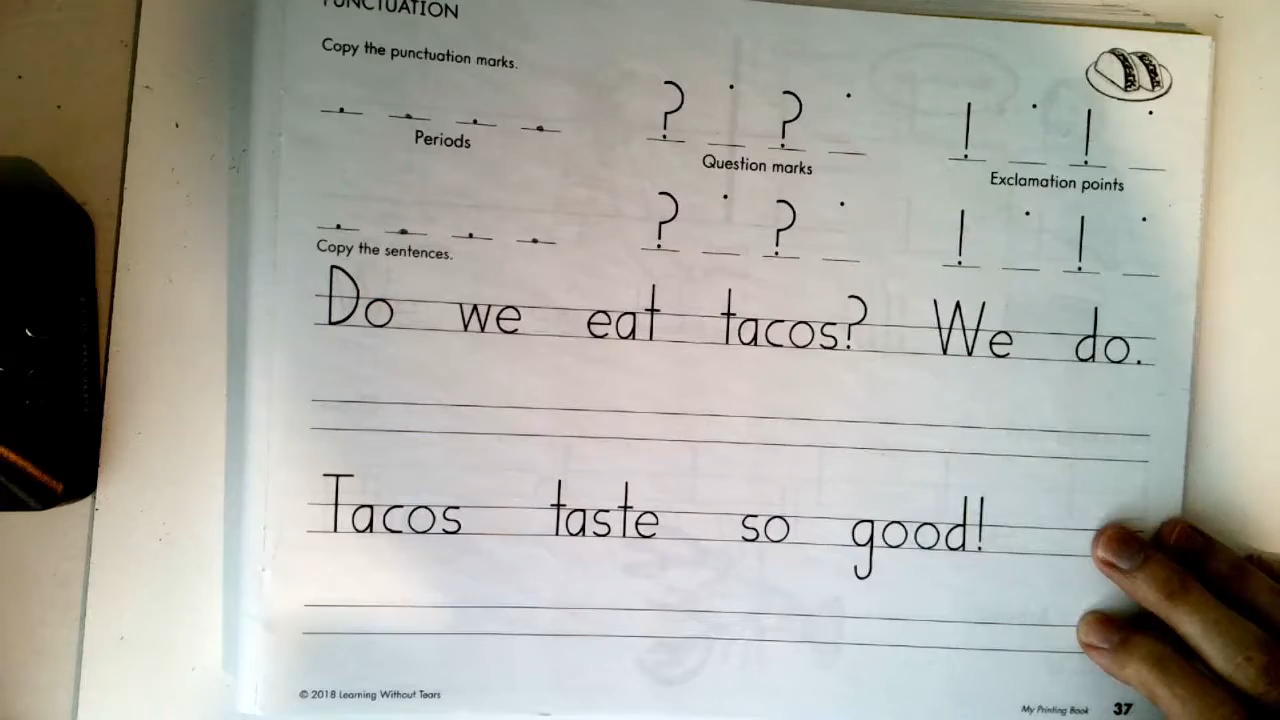 PUNCTUATION
Copy the punctuation marks.
. . . .
Periods
? . ? .
Question marks
! . ! .
Exclamation points
. . . .
? . ? .
! . ! .
Copy the sentences.
Do we eat tacos? We do.
Tacos taste so good!
© 2018 Learning Without Tears
My Printing Book 37